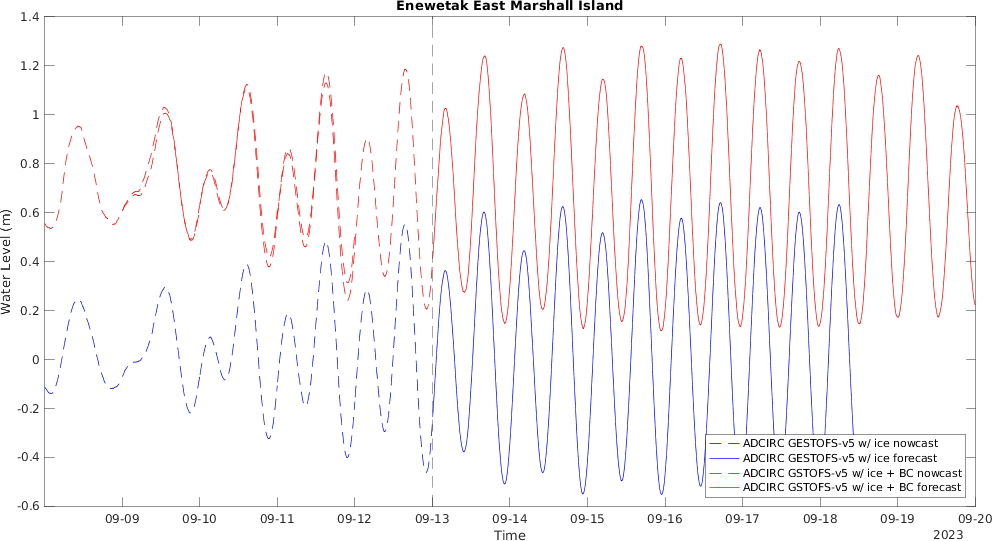 Enewetak East Marshall Island
1.4
1.2
1
0.8
0.6
0.4
0.2
0
-0.2
-0.4
-0.6
Water Level (m)
ADCIRC GESTOFS-v5 w/ ice nowcast
ADCIRC GESTOFS-v5 w/ ice forecast
ADCIRC GSTOFS-v5 w/ ice + BC nowcast
ADCIRC GSTOFS-v5 w/ ice + BC forecast
09-09 09-10 09-11 09-12 09-13 09-14 09-15 09-16 09-17 09-18 09-19 09-20
Time
2023